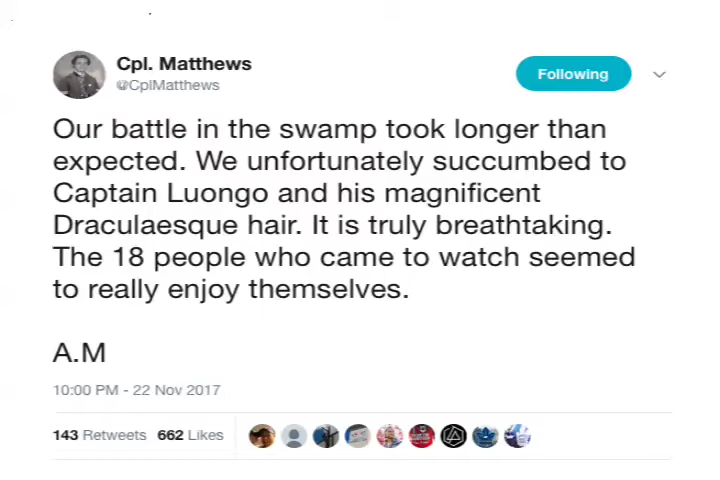 Cpl. Matthews
@CplMatthews
Following
Our battle in the swamp took longer than
expected. We unfortunately succumbed to
Captain Luongo and his magnificent
Draculaesque hair. It is truly breathtaking.
The 18 people who came to watch seemed
to really enjoy themselves.
A.M
10:00 PM - 22 Nov 2017
143 Retweets 662 Likes